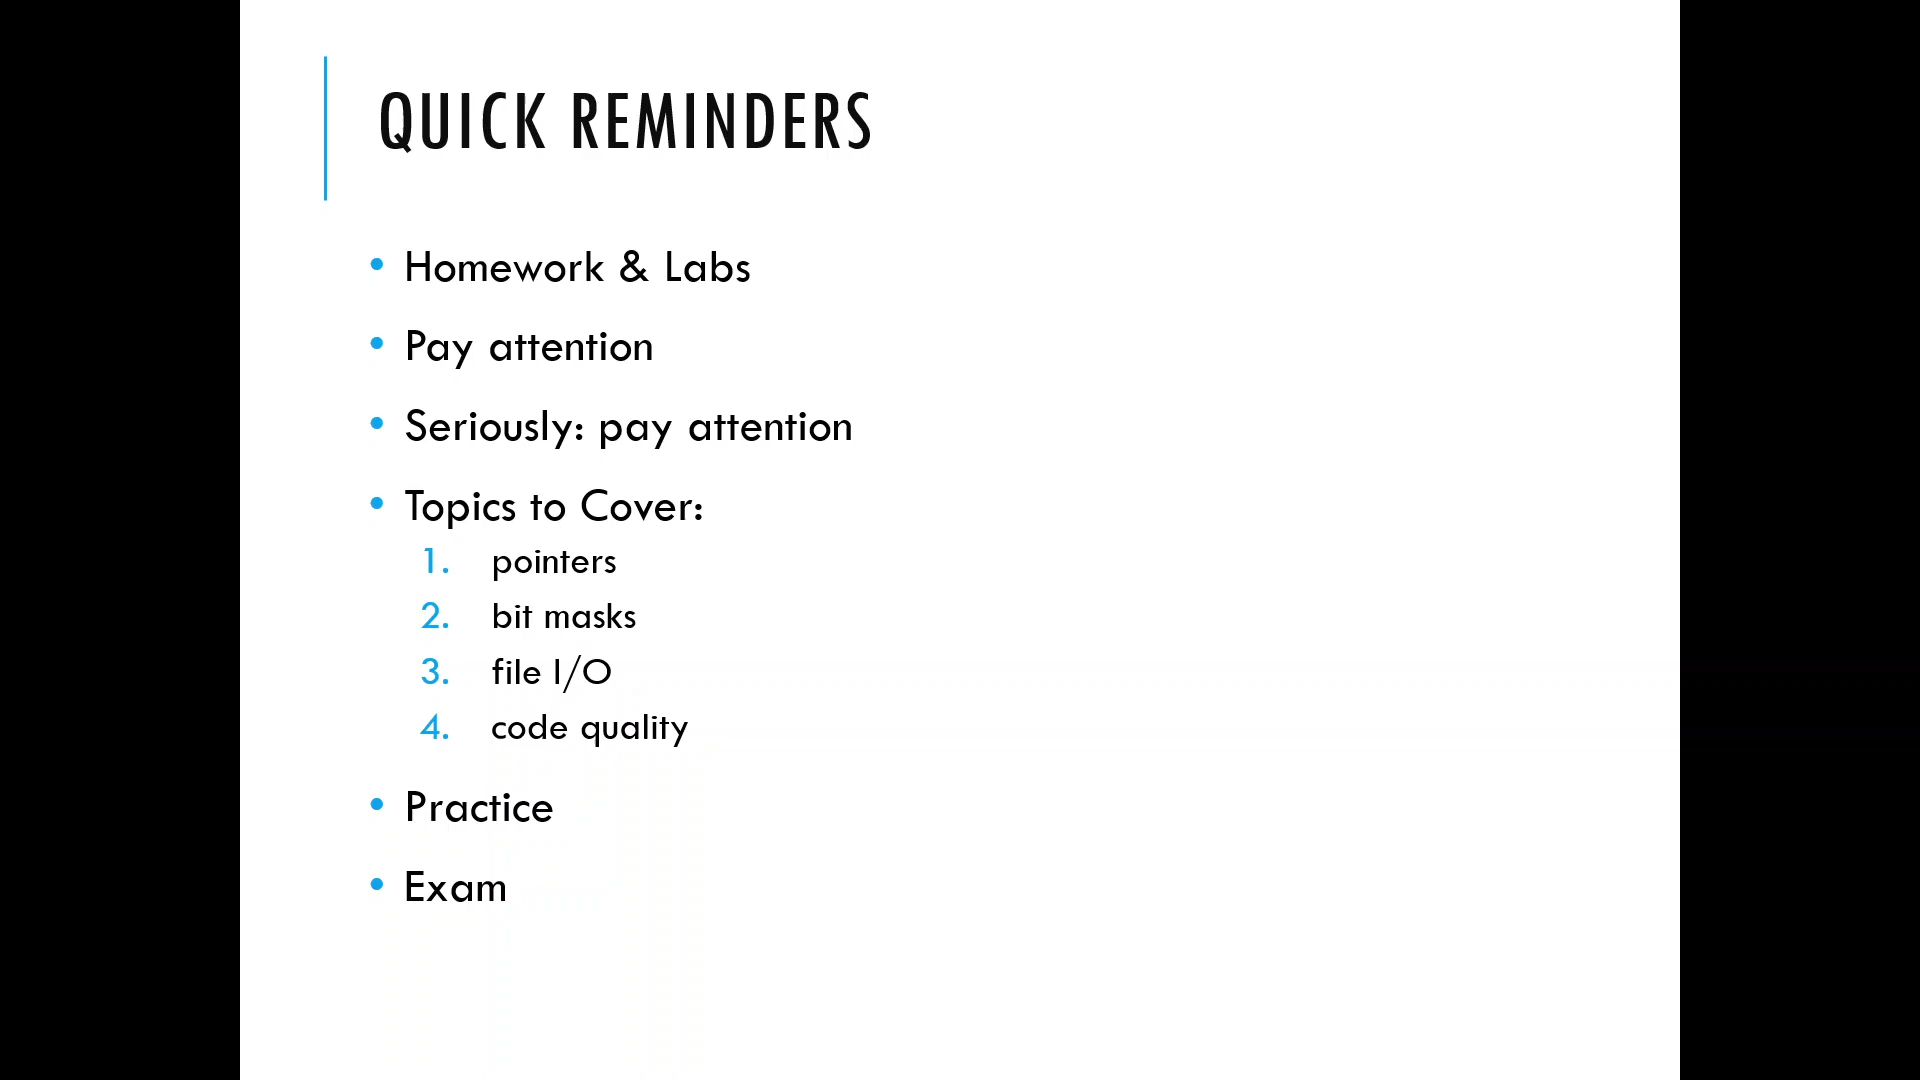 QUICK REMINDERS
• Homework & Labs
• Pay attention
• Seriously: pay attention
• Topics to Cover:
1. pointers
2. bit masks
3. file I/O
4. code quality
• Practice
• Exam